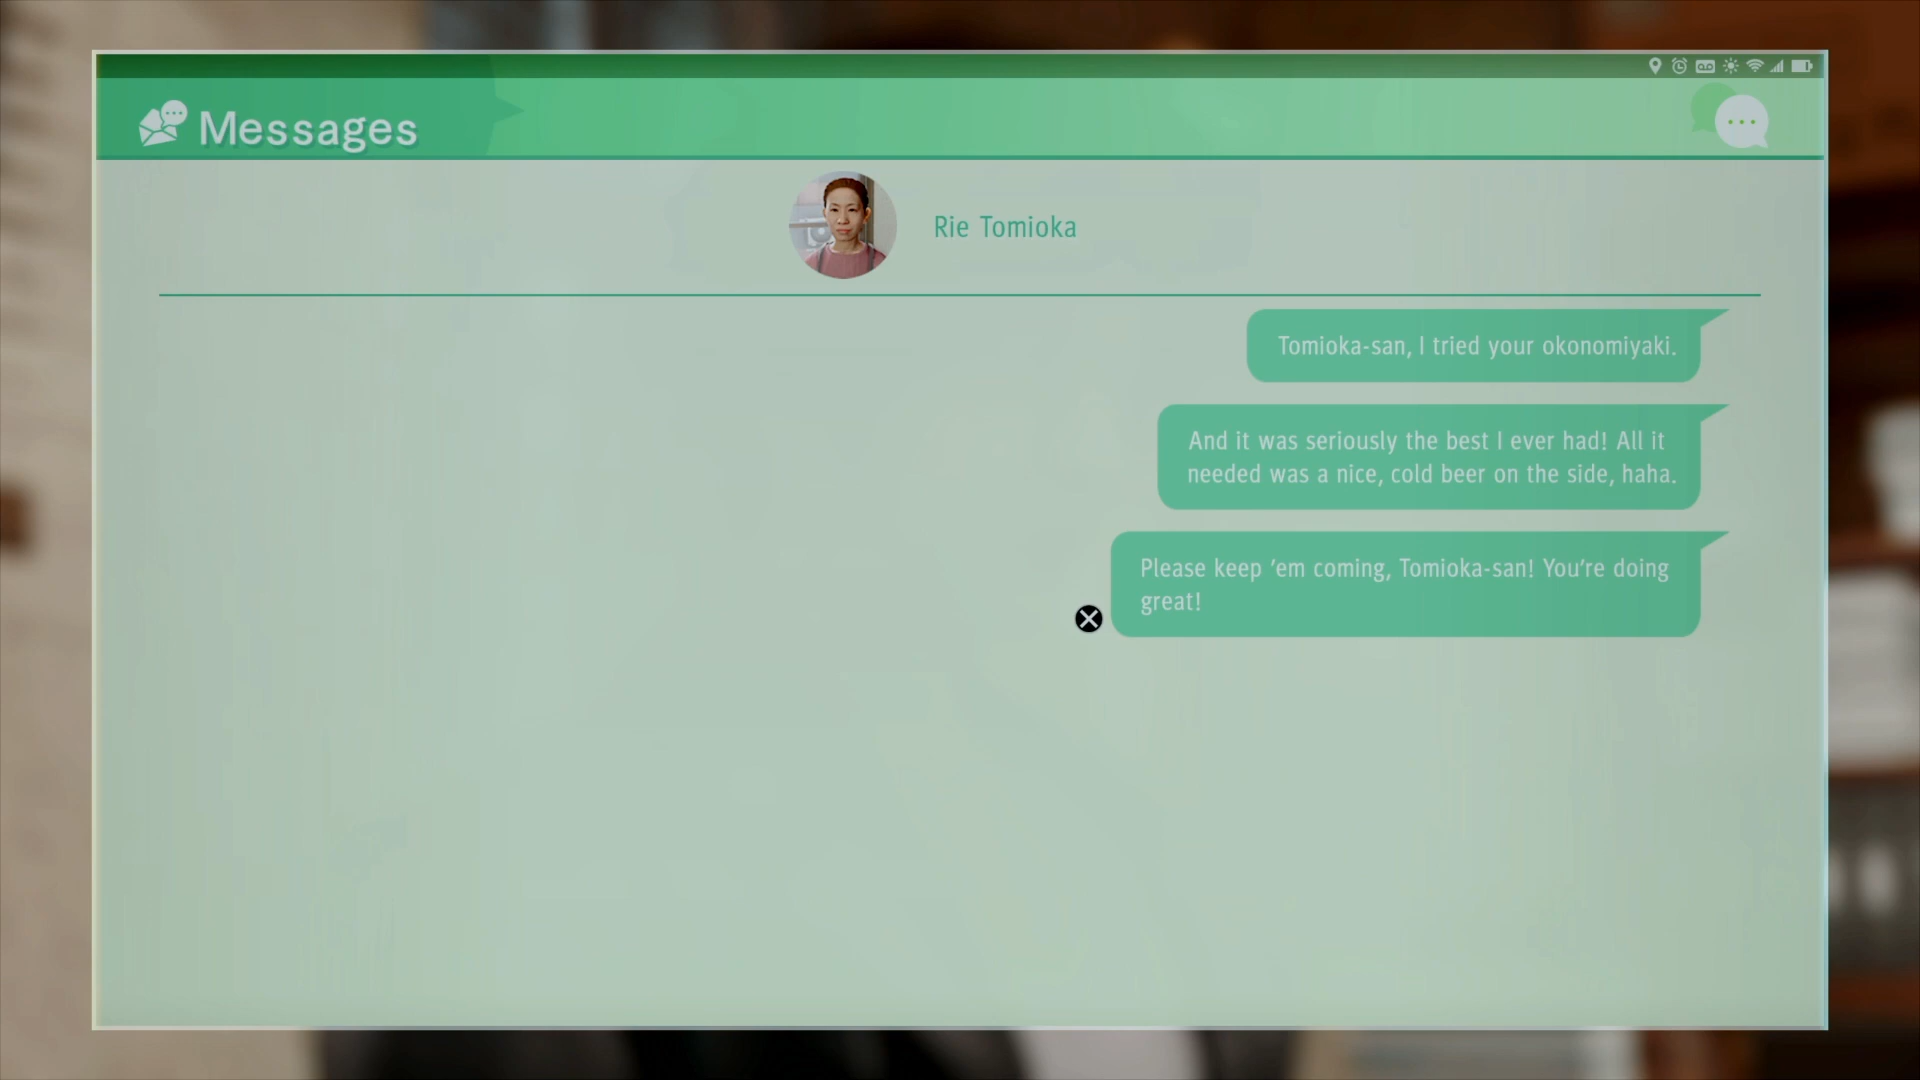 Messages
Rie Tomioka
Tomioka-san, I tried your okonomiyaki.
And it was seriously the best I ever had! All it
needed was a nice, cold beer on the side, haha.
Please keep ’em coming, Tomioka-san! You’re doing
great!